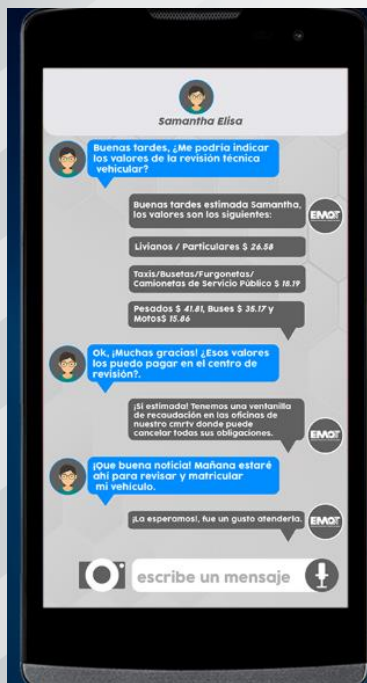 Samantha Elisa
Buenas tardes, ¿Me podría indicar
los valores de la revisión técnica
vehicular?
Buenas tardes estimada Samantha,
los valores son los siguientes:
EMOT
Livianos / Particulares $ 26.58
Taxis/Busetas/Furgonetas/
Camionetas de Servicio Público $ 18.19
Pesados $ 41.81, Buses $ 35.17 y
Motos$ 15.86
Ok, ¡Muchas gracias! ¿Esos valores
los puedo pagar en el centro de
revisión?.
¡Si estimada! Tenemos una ventanilla
de recaudación en las oficinas de
nuestro cmrtv donde puede
cancelar todas sus obligaciones.
EMOT
¡Que buena noticia! Mañana estaré
ahí para revisar y matricular
mi vehículo.
¡La esperamos!, fue un gusto atenderla.
EMOT
escribe un mensaje